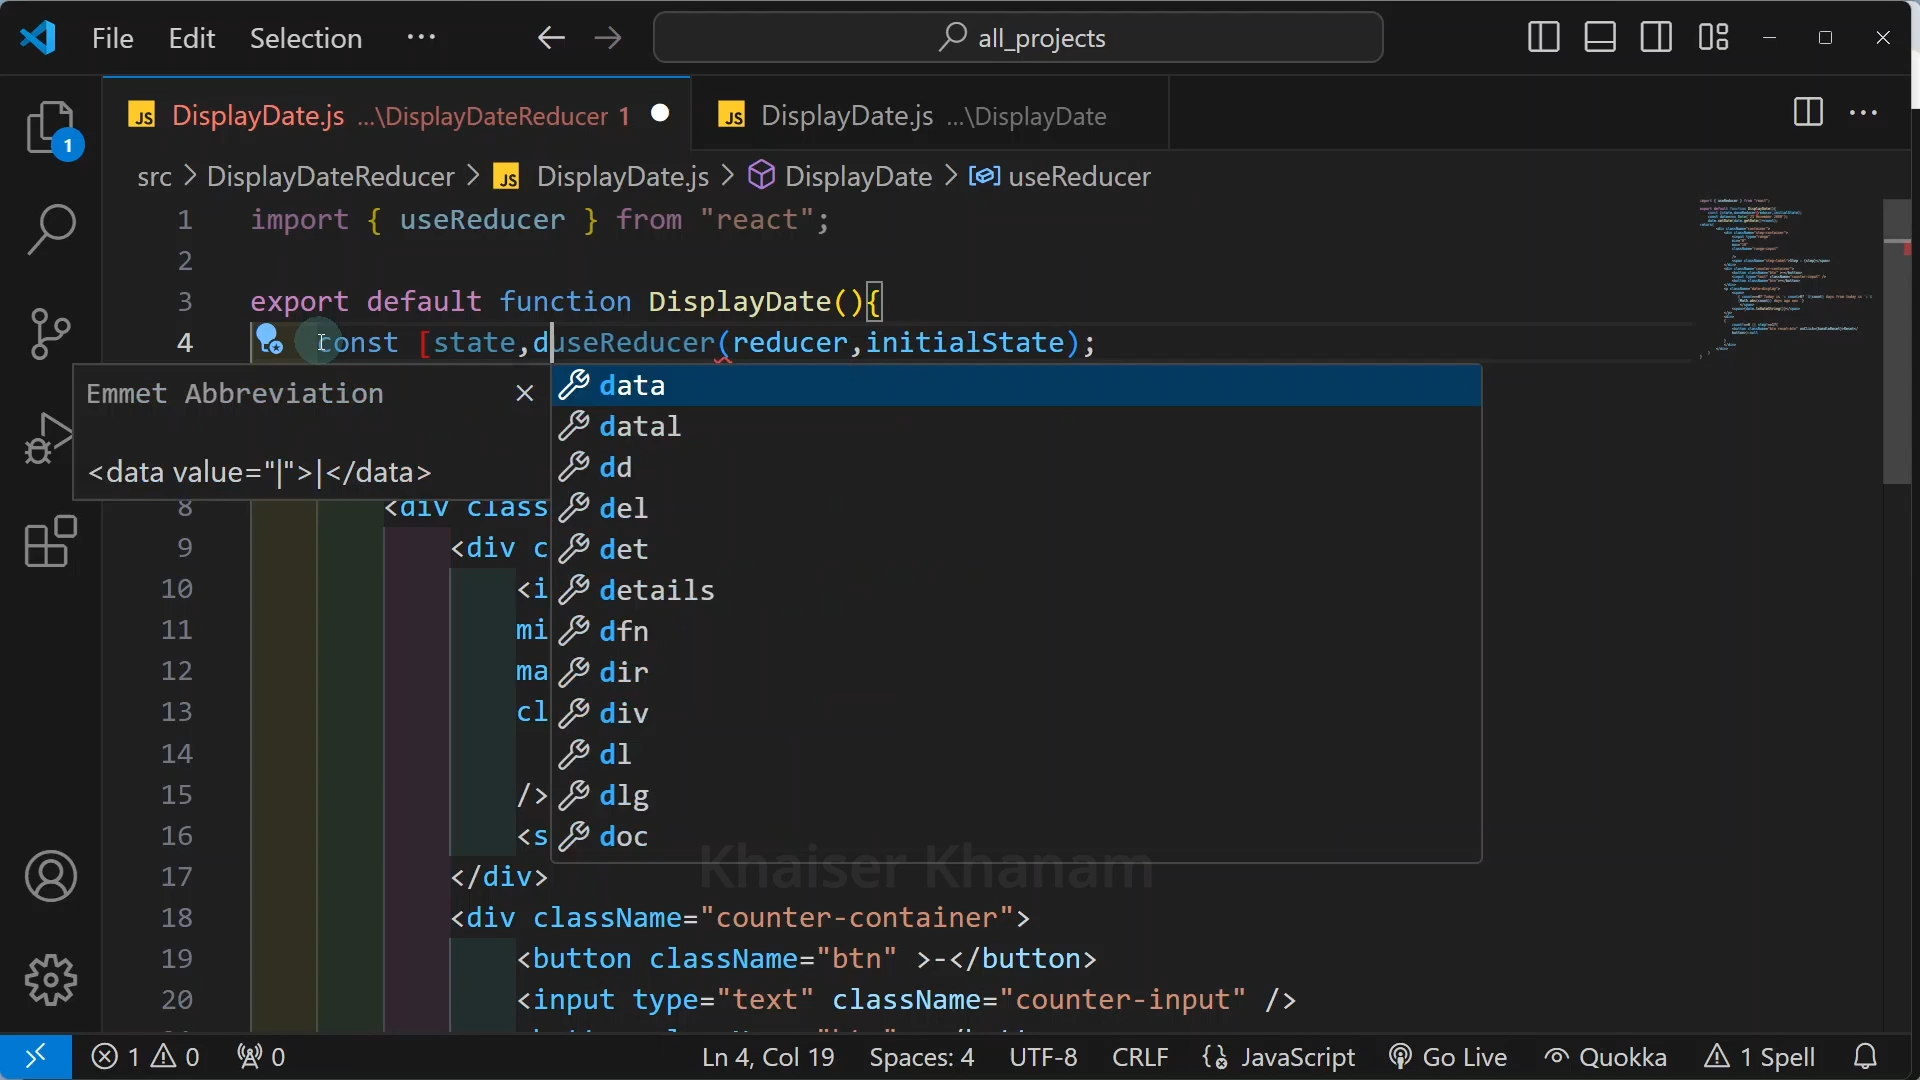 File Edit Selection ··· all_projects
DisplayDate.js ...\DisplayDateReducer 1 DisplayDate.js ...\DisplayDate
src > DisplayDateReducer > DisplayDate.js > DisplayDate > useReducer
1 import { useReducer } from "react";
2
3 export default function DisplayDate(){
4 const [state,duseReducer(reducer,initialState);
Emmet Abbreviation
<data value="|">|</data>
data
datal
dd
del
det
details
dfn
dir
div
dl
dlg
doc
8 <div class
9 <div c
10 <i
11 mi
12 ma
13 cl
14
15 />
16 <s
17 </div>
18 <div className="counter-container">
19 <button className="btn" >-</button>
20 <input type="text" className="counter-input" />
Khaiser Khanam
1 0 0 Ln 4, Col 19 Spaces: 4 UTF-8 CRLF JavaScript Go Live Quokka 1 Spell